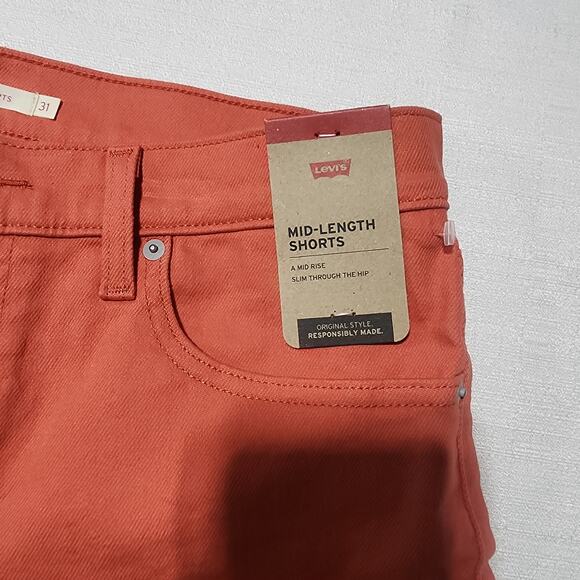 31
Levi's
MID-LENGTH
SHORTS
A MID RISE
SLIM THROUGH THE HIP
ORIGINAL STYLE.
RESPONSIBLY MADE.